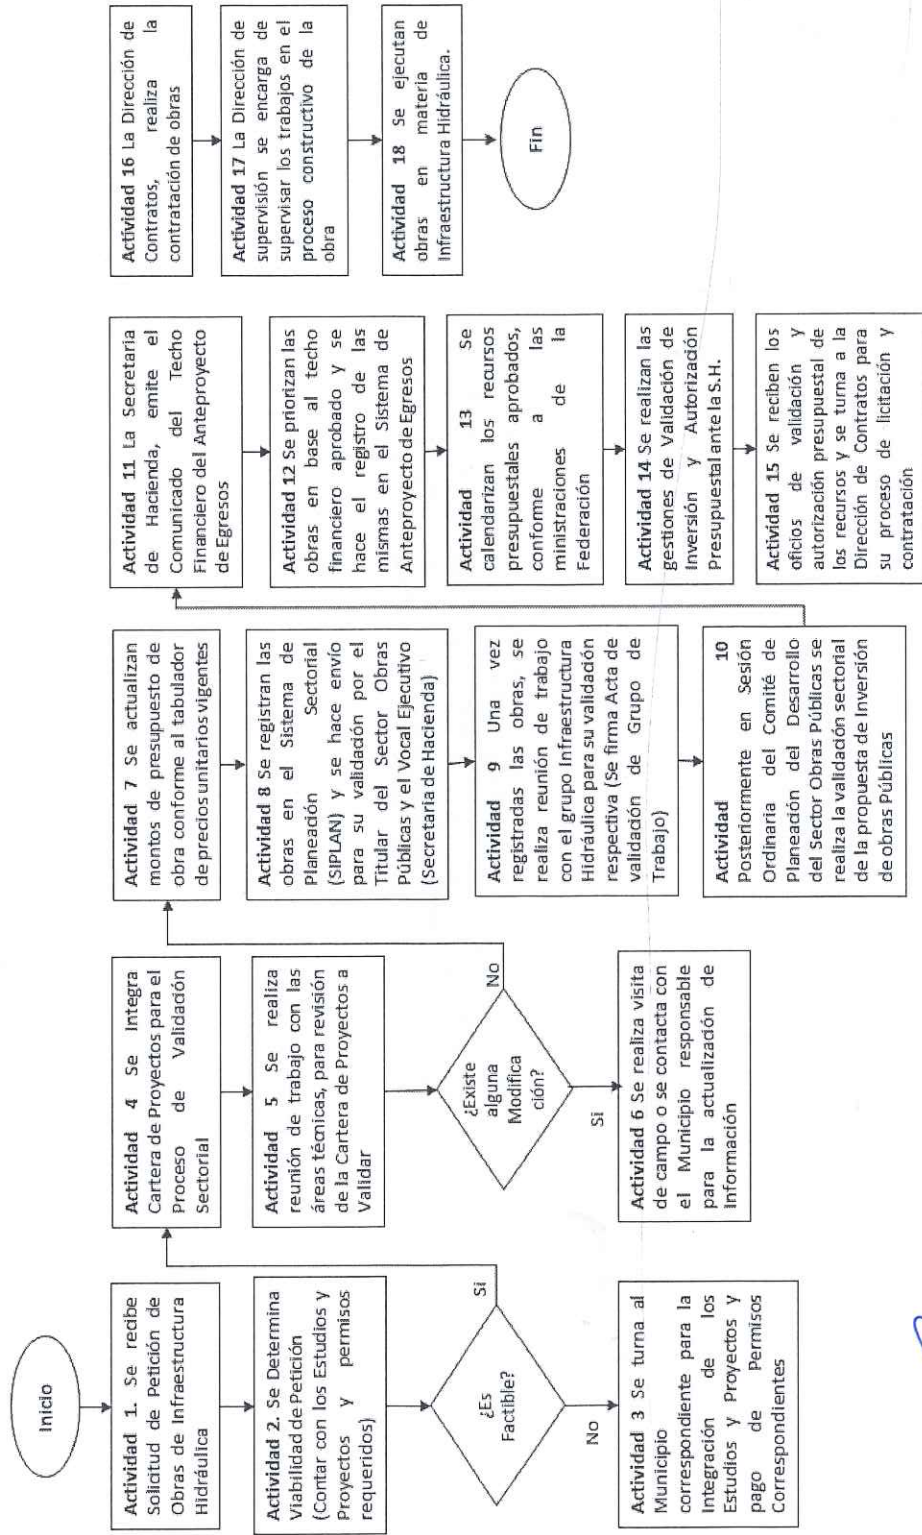 Inicio
Actividad 1. Se recibe
Solicitud de Petición de
Obras de Infraestructura
Hidráulica
Actividad 2. Se Determina
Viabilidad de Petición
(Contar con los Estudios y
Proyectos y permisos
requeridos)
¿Es
Factible?
Si
No
Actividad 3 Se turna al
Municipio
correspondiente para la
Integración de los
Estudios y Proyectos y
pago de Permisos
Correspondientes
Actividad 4 Se Integra
Cartera de Proyectos para el
Proceso de Validación
Sectorial
Actividad 5 Se realiza
reunión de trabajo con las
áreas técnicas, para revisión
de la Cartera de Proyectos a
Validar
¿Existe
alguna
Modifica
ción?
No
Si
Actividad 6 Se realiza visita
de campo o se contacta con
el Municipio responsable
para la actualización de
Información
Actividad 7 Se actualizan
montos de presupuesto de
obra conforme al tabulador
de precios unitarios vigentes
Actividad 8 Se registran las
obras en el Sistema de
Planeación Sectorial
(SIPLAN) y se hace envío
para su validación por el
Titular del Sector Obras
Públicas y el Vocal Ejecutivo
(Secretaria de Hacienda)
Actividad 9 Una vez
registradas las obras, se
realiza reunión de trabajo
con el grupo Infraestructura
Hidráulica para su validación
respectiva (Se firma Acta de
validación de Grupo de
Trabajo)
Actividad 10
Posteriormente en Sesión
Ordinaria del Comité de
Planeación del Desarrollo
del Sector Obras Públicas se
realiza la validación sectorial
de la propuesta de Inversión
de obras Públicas
Actividad 11 La Secretaria
de Hacienda, emite el
Comunicado del Techo
Financiero del Anteproyecto
de Egresos
Actividad 12 Se priorizan las
obras en base al techo
financiero aprobado y se
hace el registro de las
mismas en el Sistema de
Anteproyecto de Egresos
Actividad 13 Se
calendarizan los recursos
presupuestales aprobados,
conforme a las
ministraciones de la
Federación
Actividad 14 Se realizan las
gestiones de Validación de
Inversión y Autorización
Presupuestal ante la S.H.
Actividad 15 Se reciben los
oficios de validación y
autorización presupuestal de
los recursos y se turna a la
Dirección de Contratos para
su proceso de licitación y
contratación
Actividad 16 La Dirección de
Contratos, realiza la
contratación de obras
Actividad 17 La Dirección de
supervisión se encarga de
supervisar los trabajos en el
proceso constructivo de la
obra
Actividad 18 Se ejecutan
obras en materia de
Infraestructura Hidráulica.
Fin